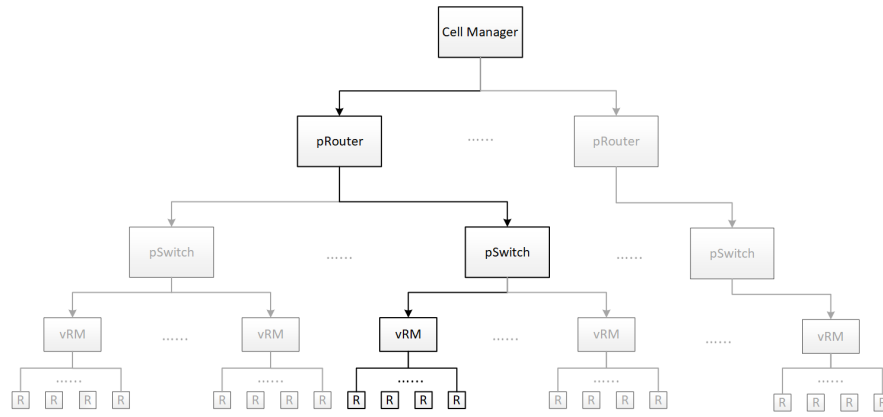 Cell Manager
pRouter
......
pRouter
pSwitch
......
pSwitch
......
pSwitch
vRM
......
vRM
vRM
......
vRM
......
vRM
......
R R R R
......
R R R R
......
R R R R
......
R R R R
......
R R R R